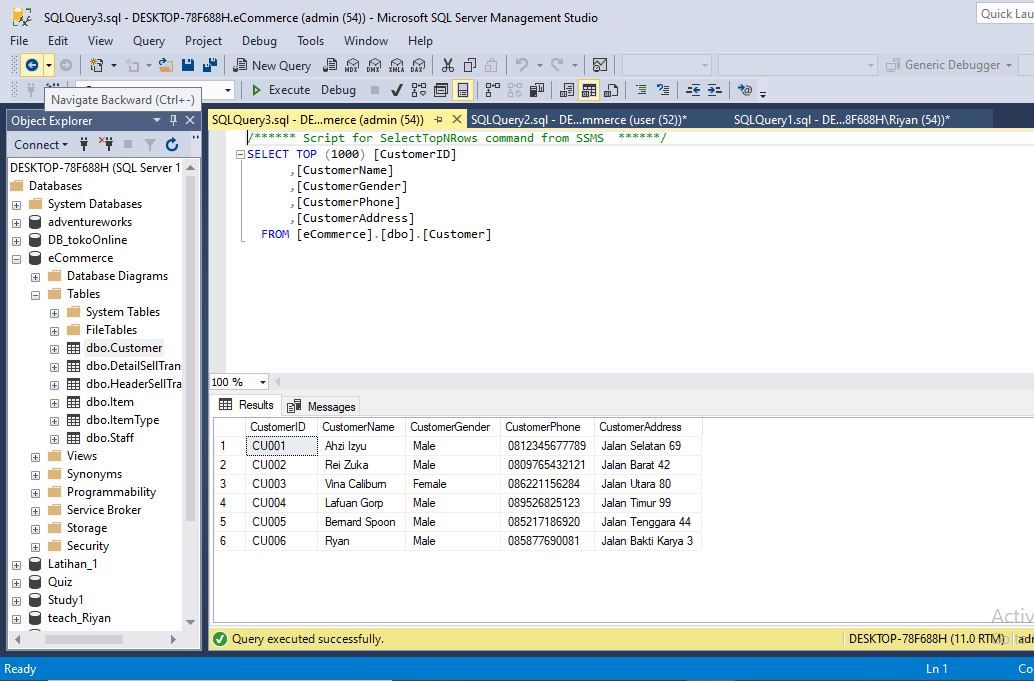 SQLQuery3.sql - DESKTOP-78F688H.eCommerce (admin (54)) - Microsoft SQL Server Management Studio
Quick Lau
File Edit View Query Project Debug Tools Window Help
New Query MDX DMX XMLA DAX Generic Debugger
Execute Debug
Navigate Backward (Ctrl+-)
Object Explorer
Connect
DESKTOP-78F688H (SQL Server 1
Databases
System Databases
adventureworks
DB_tokoOnline
eCommerce
Database Diagrams
Tables
System Tables
FileTables
dbo.Customer
dbo.DetailSellTran
dbo.HeaderSellTra
dbo.Item
dbo.ItemType
dbo.Staff
Views
Synonyms
Programmability
Service Broker
Storage
Security
Latihan_1
Quiz
Study1
teach_Riyan
SQLQuery3.sql - DE...merce (admin (54)) SQLQuery2.sql - DE...mmerce (user (52))* SQLQuery1.sql - DE...8F688H\Riyan (54))*
/****** Script for SelectTopNRows command from SSMS ******/
SELECT TOP (1000) [CustomerID]
,[CustomerName]
,[CustomerGender]
,[CustomerPhone]
,[CustomerAddress]
FROM [eCommerce].[dbo].[Customer]
100 %
Results Messages
CustomerID CustomerName CustomerGender CustomerPhone CustomerAddress
1 CU001 Ahzi Izyu Male 0812345677789 Jalan Selatan 69
2 CU002 Rei Zuka Male 0809765432121 Jalan Barat 42
3 CU003 Vina Caliburn Female 086221156284 Jalan Utara 80
4 CU004 Lafuan Gorp Male 089526825123 Jalan Timur 99
5 CU005 Bernard Spoon Male 085217186920 Jalan Tenggara 44
6 CU006 Ryan Male 085877690081 Jalan Bakti Karya 3
Activ
Query executed successfully. DESKTOP-78F688H (11.0 RTM) adn
Ready Ln 1 Co